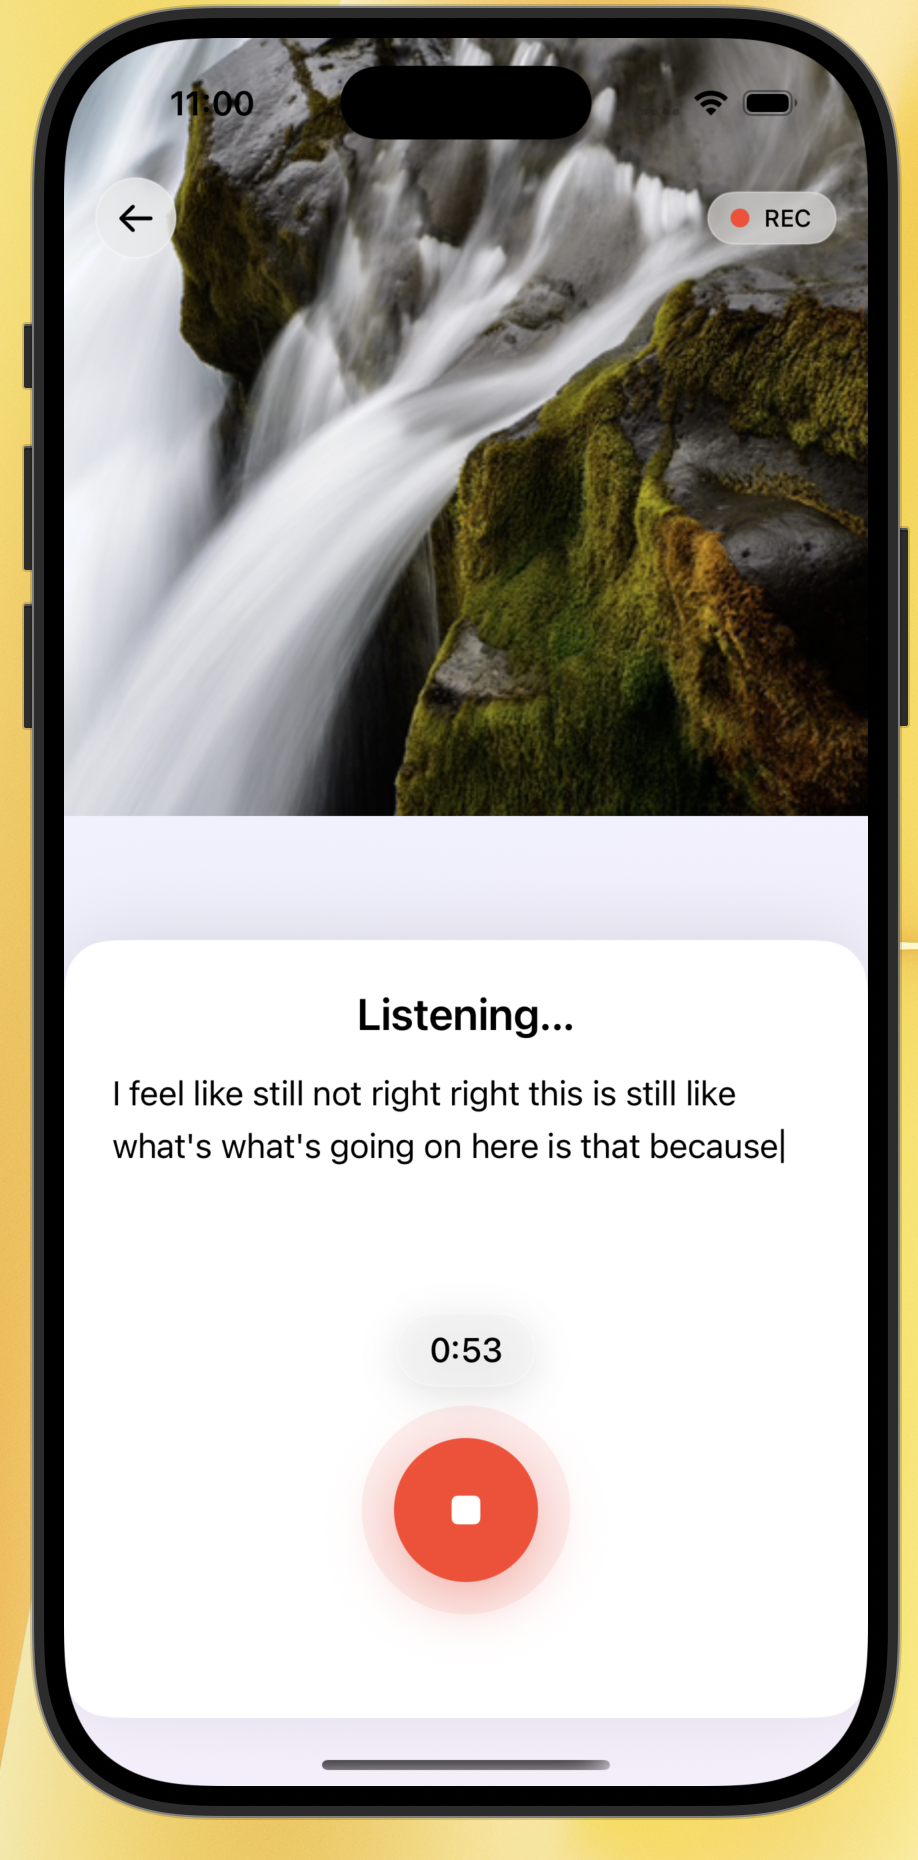 11:00
REC
Listening...
I feel like still not right right this is still like
what's what's going on here is that because
0:53